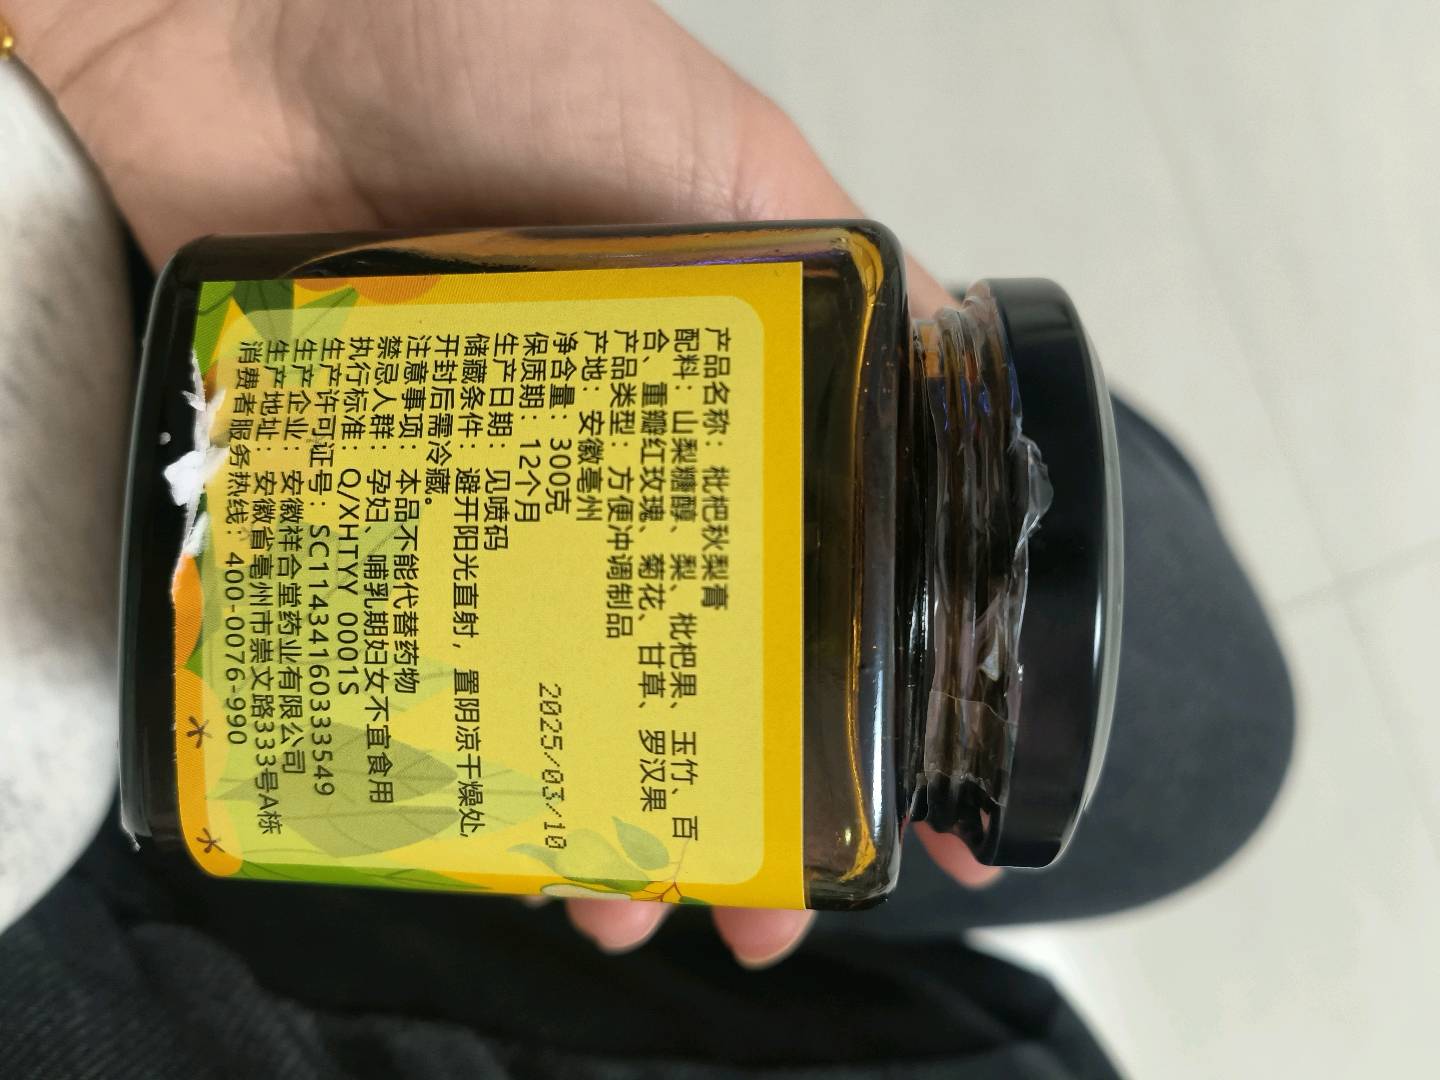 产品名称：枇杷秋梨膏
配料：山梨糖醇、梨、枇杷果、玉竹、百
合、重瓣红玫瑰、菊花、甘草、罗汉果
产品类型：方便冲调制品
产地：安徽亳州
净含量：300克
保质期：12个月
2025/03/10
生产日期：见喷码
储藏条件：避开阳光直射，置阴凉干燥处，
开封后需冷藏。
注意事项：本品不能代替药物
禁忌人群：孕妇、哺乳期妇女不宜食用
执行标准：Q/XHTYY 0001S
生产许可证号：SC11434160333549
生产企业：安徽祥合堂药业有限公司
生产地址：安徽省亳州市崇文路333号A栋
消费者服务热线：400-0076-990